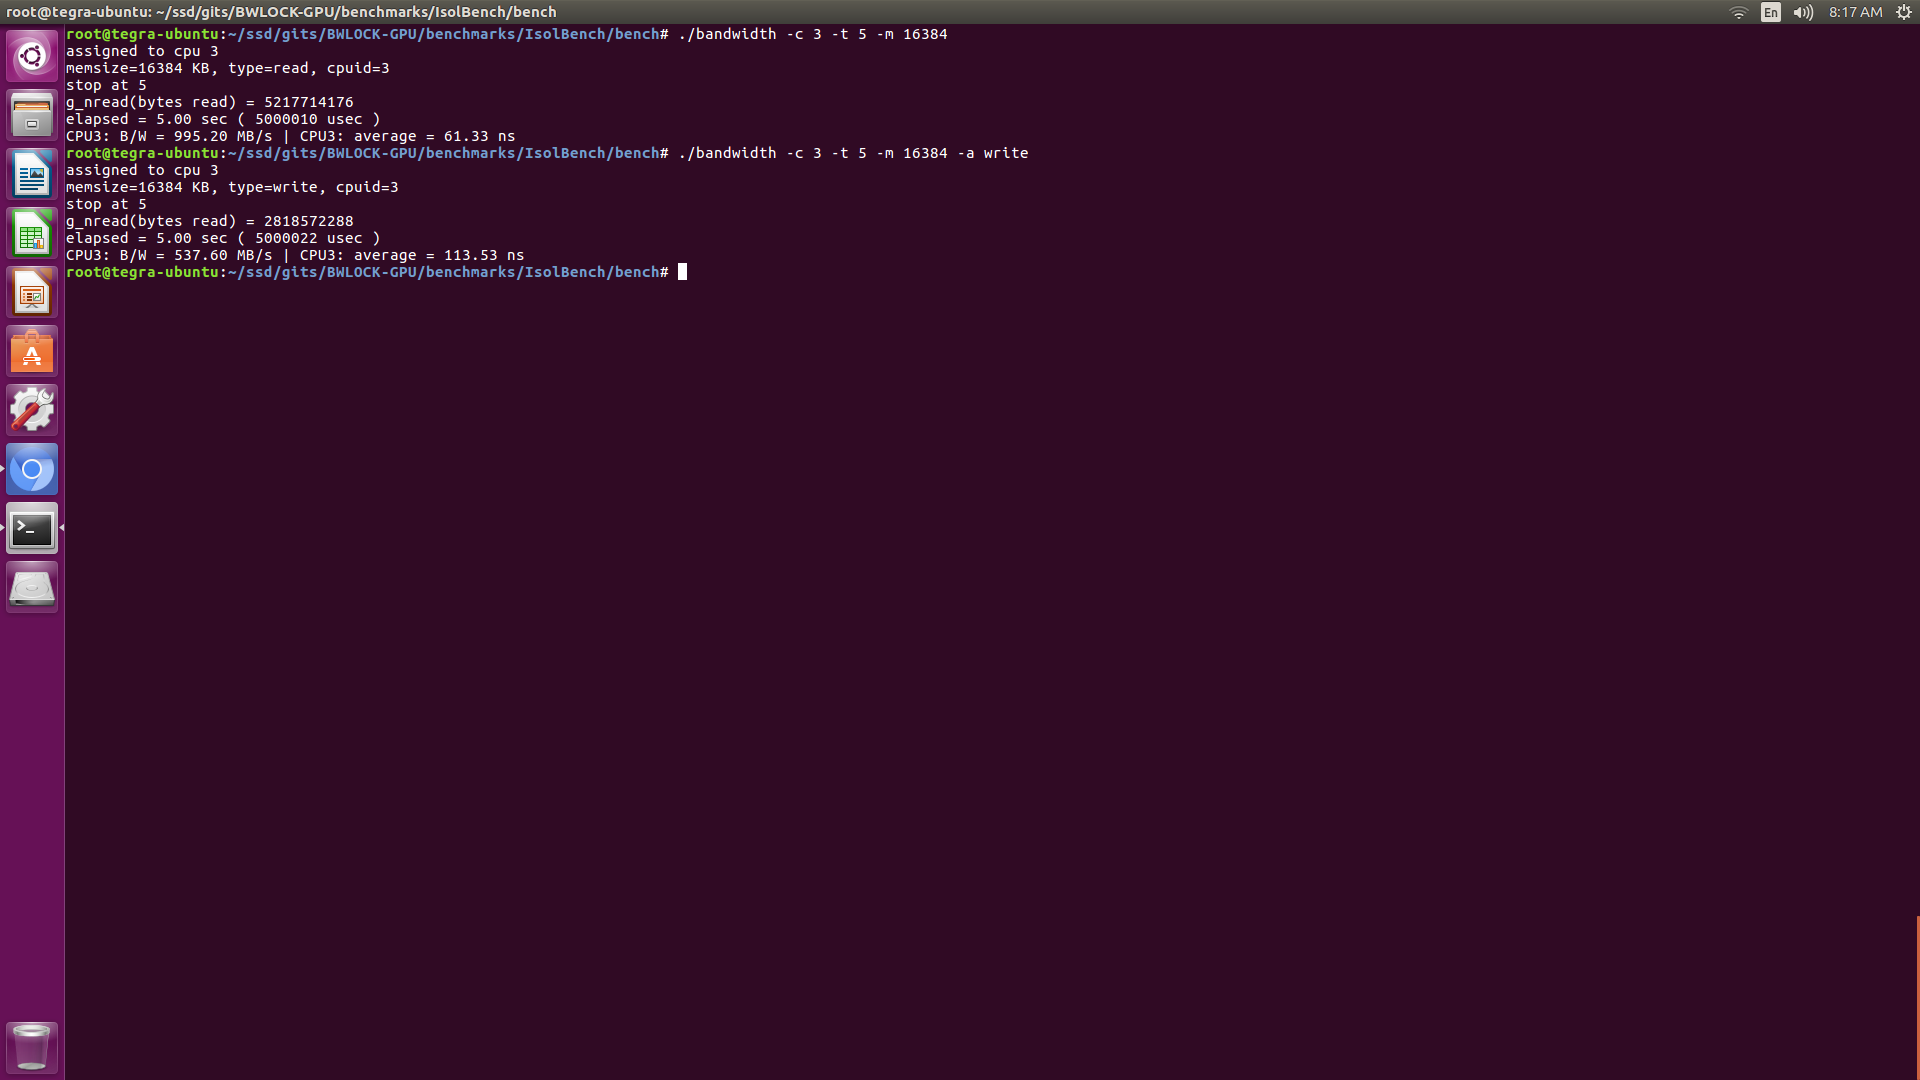 root@tegra-ubuntu: ~/ssd/gits/BWLOCK-GPU/benchmarks/IsolBench/bench
En
8:17 AM
root@tegra-ubuntu:~/ssd/gits/BWLOCK-GPU/benchmarks/IsolBench/bench# ./bandwidth -c 3 -t 5 -m 16384
assigned to cpu 3
memsize=16384 KB, type=read, cpuid=3
stop at 5
g_nread(bytes read) = 5217714176
elapsed = 5.00 sec ( 5000010 usec )
CPU3: B/W = 995.20 MB/s | CPU3: average = 61.33 ns
root@tegra-ubuntu:~/ssd/gits/BWLOCK-GPU/benchmarks/IsolBench/bench# ./bandwidth -c 3 -t 5 -m 16384 -a write
assigned to cpu 3
memsize=16384 KB, type=write, cpuid=3
stop at 5
g_nread(bytes read) = 2818572288
elapsed = 5.00 sec ( 5000022 usec )
CPU3: B/W = 537.60 MB/s | CPU3: average = 113.53 ns
root@tegra-ubuntu:~/ssd/gits/BWLOCK-GPU/benchmarks/IsolBench/bench#